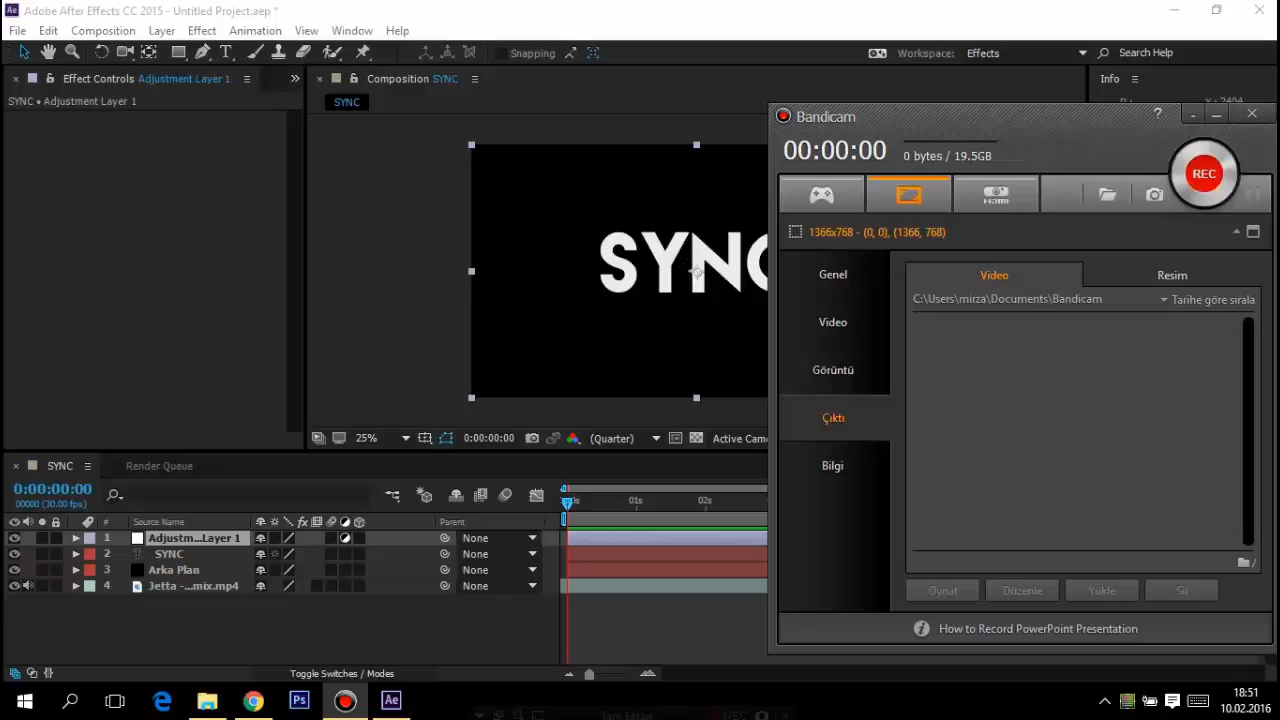 Adobe After Effects CC 2015 - Untitled Project.aep *
File Edit Composition Layer Effect Animation View Window Help
Snapping
Workspace: Effects
Search Help
Effect Controls Adjustment Layer 1
Composition SYNC
Info
SYNC • Adjustment Layer 1
SYNC
SYNC
25%
0:00:00:00
(Quarter)
Active Cam
Bandicam
?
00:00:00
0 bytes / 19.5GB
REC
HDMI
1366x768 - (0, 0), (1366, 768)
Genel
Video
Görüntü
Çıktı
Bilgi
Video
Resim
C:\Users\mirza\Documents\Bandicam
Tarihe göre sırala
Oynat
Düzenle
Yükle
Sil
How to Record PowerPoint Presentation
SYNC
Render Queue
0:00:00:00
00000 (30.00 fps)
01s
02s
# Source Name
Parent
1 Adjustm...Layer 1 None
2 T SYNC None
3 Arka Plan None
4 Jetta -...mix.mp4 None
Toggle Switches / Modes
Ps
Ae
18:51
10.02.2016